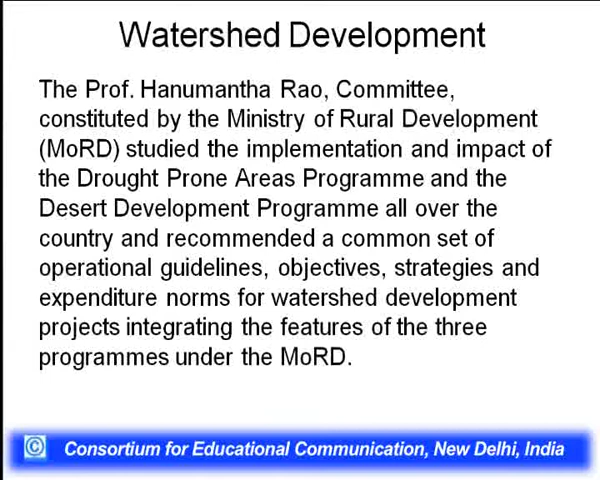 Watershed Development
The Prof. Hanumantha Rao, Committee,
constituted by the Ministry of Rural Development
(MoRD) studied the implementation and impact of
the Drought Prone Areas Programme and the
Desert Development Programme all over the
country and recommended a common set of
operational guidelines, objectives, strategies and
expenditure norms for watershed development
projects integrating the features of the three
programmes under the MoRD.
© Consortium for Educational Communication, New Delhi, India